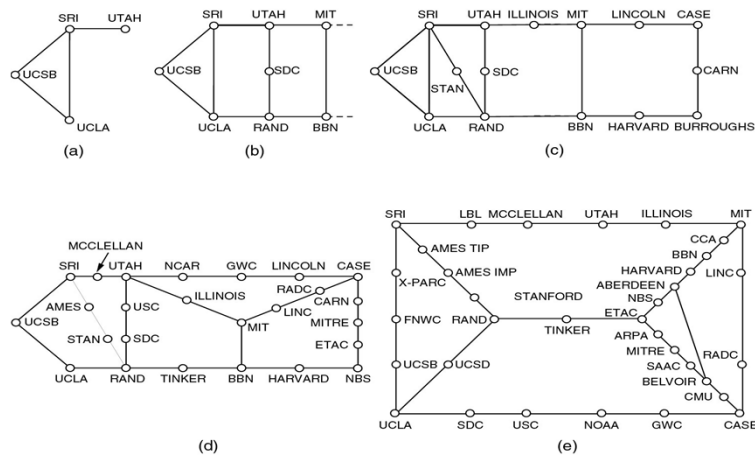 SRI UTAH
UCSB
UCLA
(a)
SRI UTAH MIT
UCSB SDC
UCLA RAND BBN
(b)
SRI UTAH ILLINOIS MIT LINCOLN CASE
UCSB SDC CARN
STAN
UCLA RAND BBN HARVARD BURROUGHS
(c)
MCCLELLAN
SRI UTAH NCAR GWC LINCOLN CASE
RADC
AMES USC ILLINOIS LINC CARN
UCSB MIT MITRE
STAN SDC ETAC
UCLA RAND TINKER BBN HARVARD NBS
(d)
SRI LBL MCCLELLAN UTAH ILLINOIS MIT
CCA
AMES TIP BBN
X-PARC AMES IMP HARVARD LINC
ABERDEEN
STANFORD NBS
FNWC RAND ETAC
TINKER ARPA
MITRE
UCSB UCSD SAAC RADC
BELVOIR
CMU
UCLA SDC USC NOAA GWC CASE
(e)